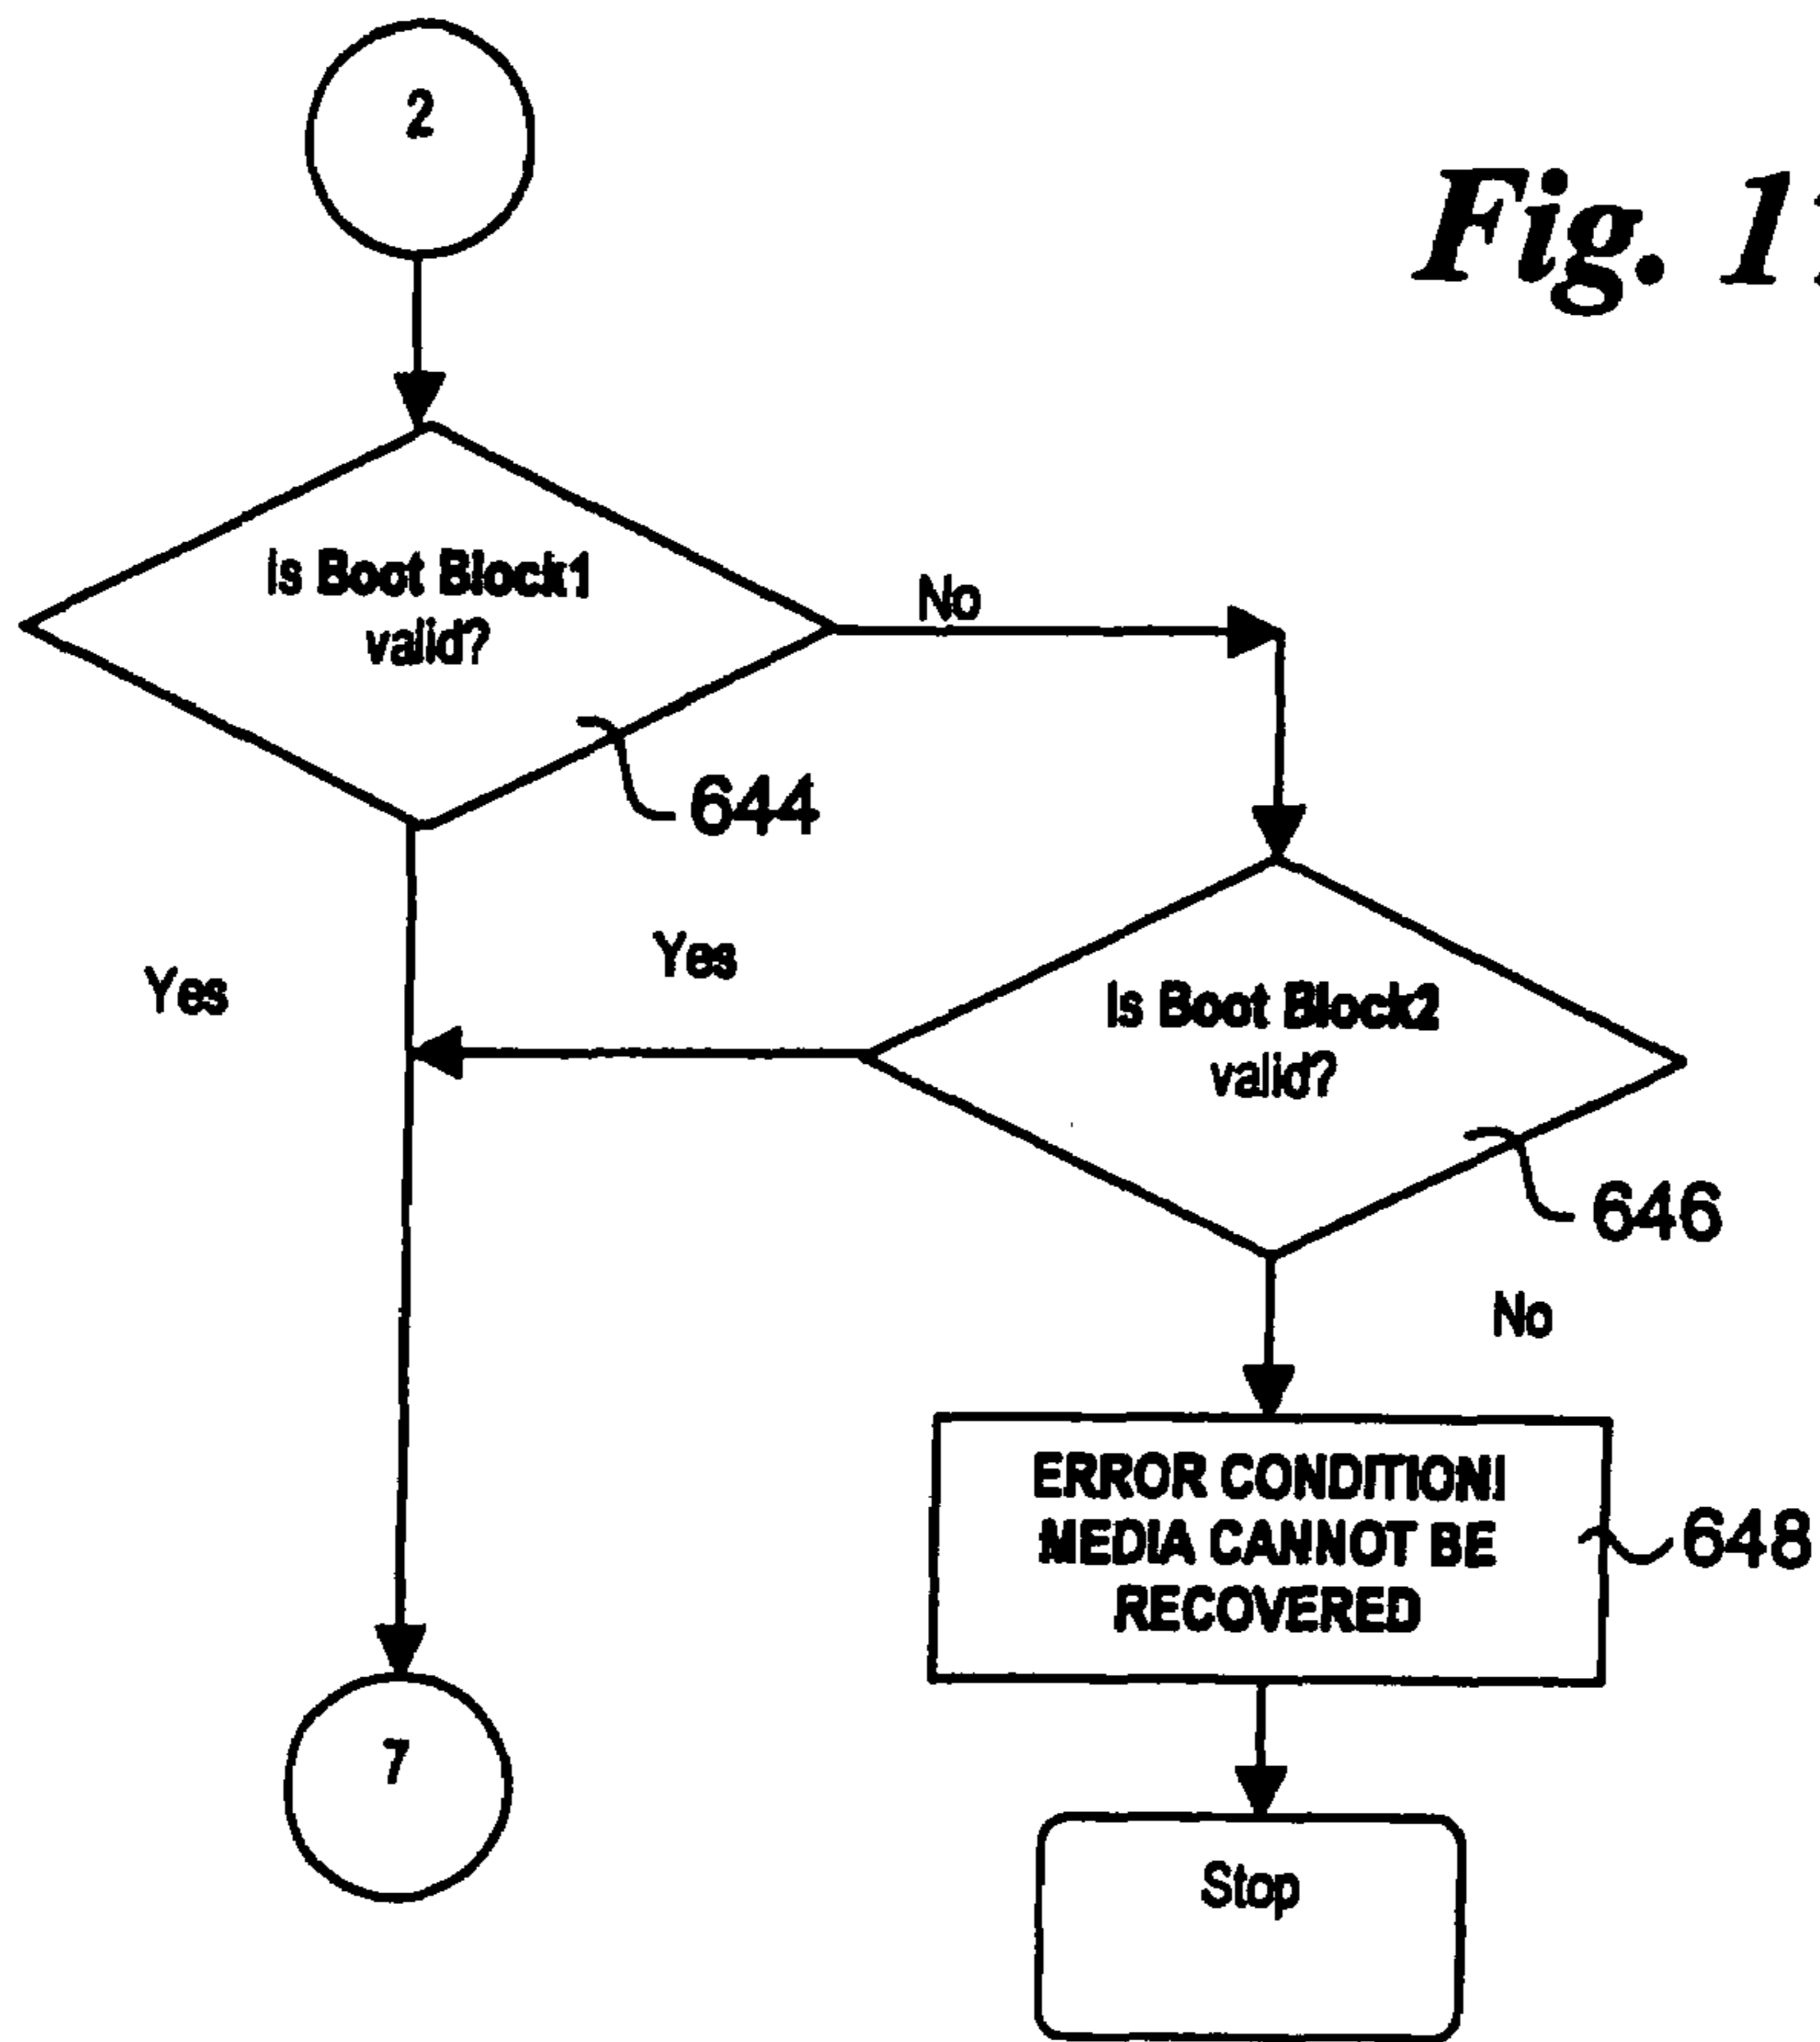 2
Fig. 11
Is Boot Block1
valid?
No
644
Yes
Yes
Is Boot Block2
valid?
646
No
ERROR CONDITION!
MEDIA CANNOT BE
RECOVERED
648
7
Stop